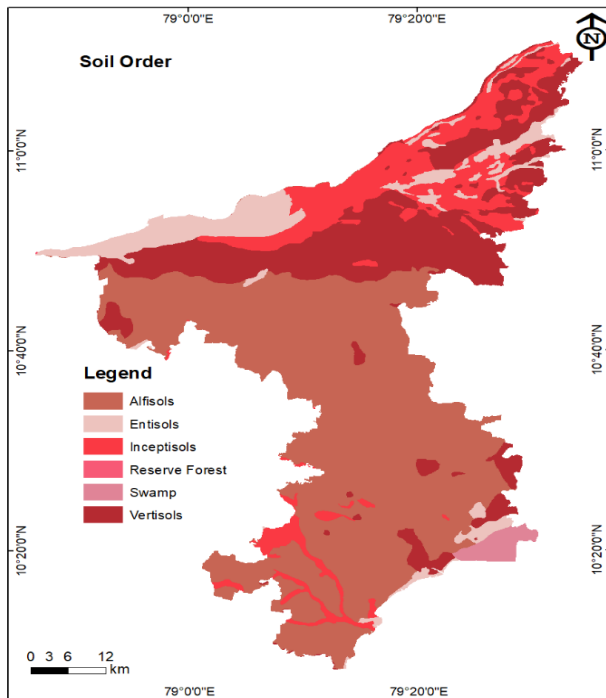 79°0'0"E
79°20'0"E
Soil Order
N
11°0'0"N
11°0'0"N
10°40'0"N
10°40'0"N
Legend
Alfisols
Entisols
Inceptisols
Reserve Forest
Swamp
Vertisols
10°20'0"N
10°20'0"N
0 3 6 12
km
79°0'0"E
79°20'0"E